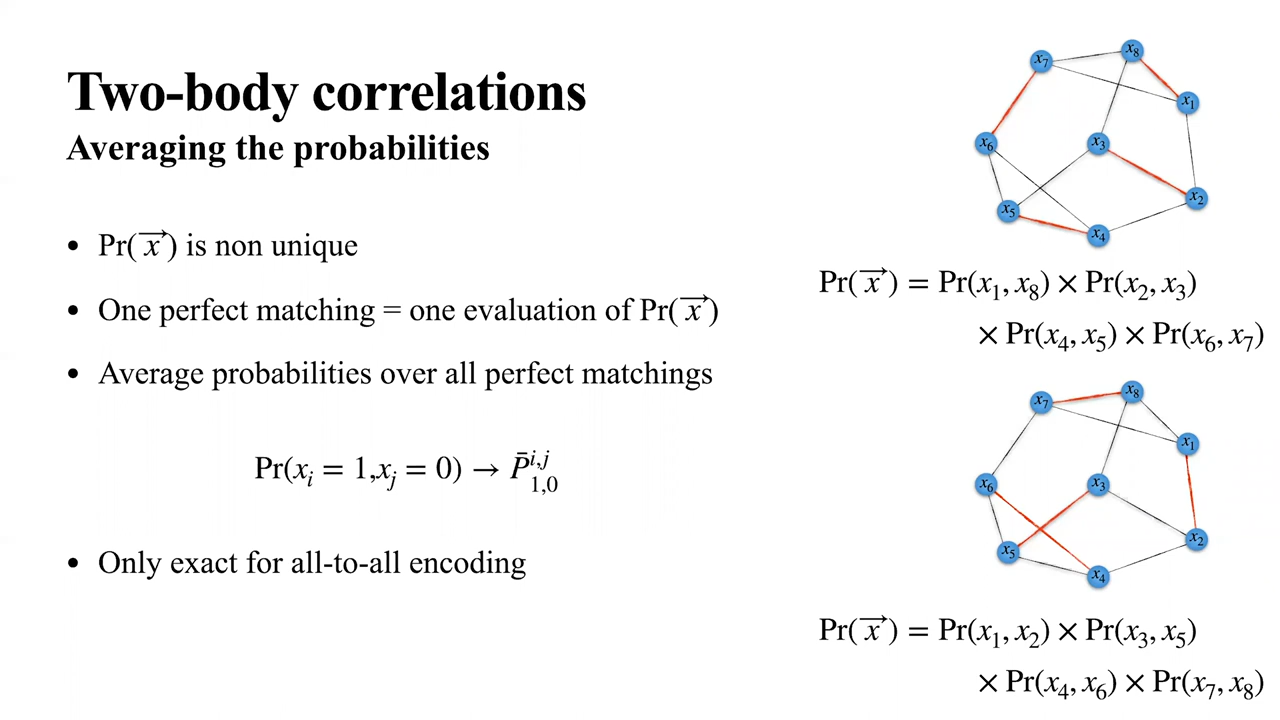 Two-body correlations
Averaging the probabilities
• Pr(x⃗) is non unique
• One perfect matching = one evaluation of Pr(x⃗)
• Average probabilities over all perfect matchings
Pr(xᵢ = 1,xⱼ = 0) → P̄^{i,j}_{1,0}
• Only exact for all-to-all encoding
x₈
x₇
x₁
x₆
x₃
x₂
x₅
x₄
Pr(x⃗) = Pr(x₁, x₈) × Pr(x₂, x₃)
× Pr(x₄, x₅) × Pr(x₆, x₇)
x₈
x₇
x₁
x₆
x₃
x₂
x₅
x₄
Pr(x⃗) = Pr(x₁, x₂) × Pr(x₃, x₅)
× Pr(x₄, x₆) × Pr(x₇, x₈)